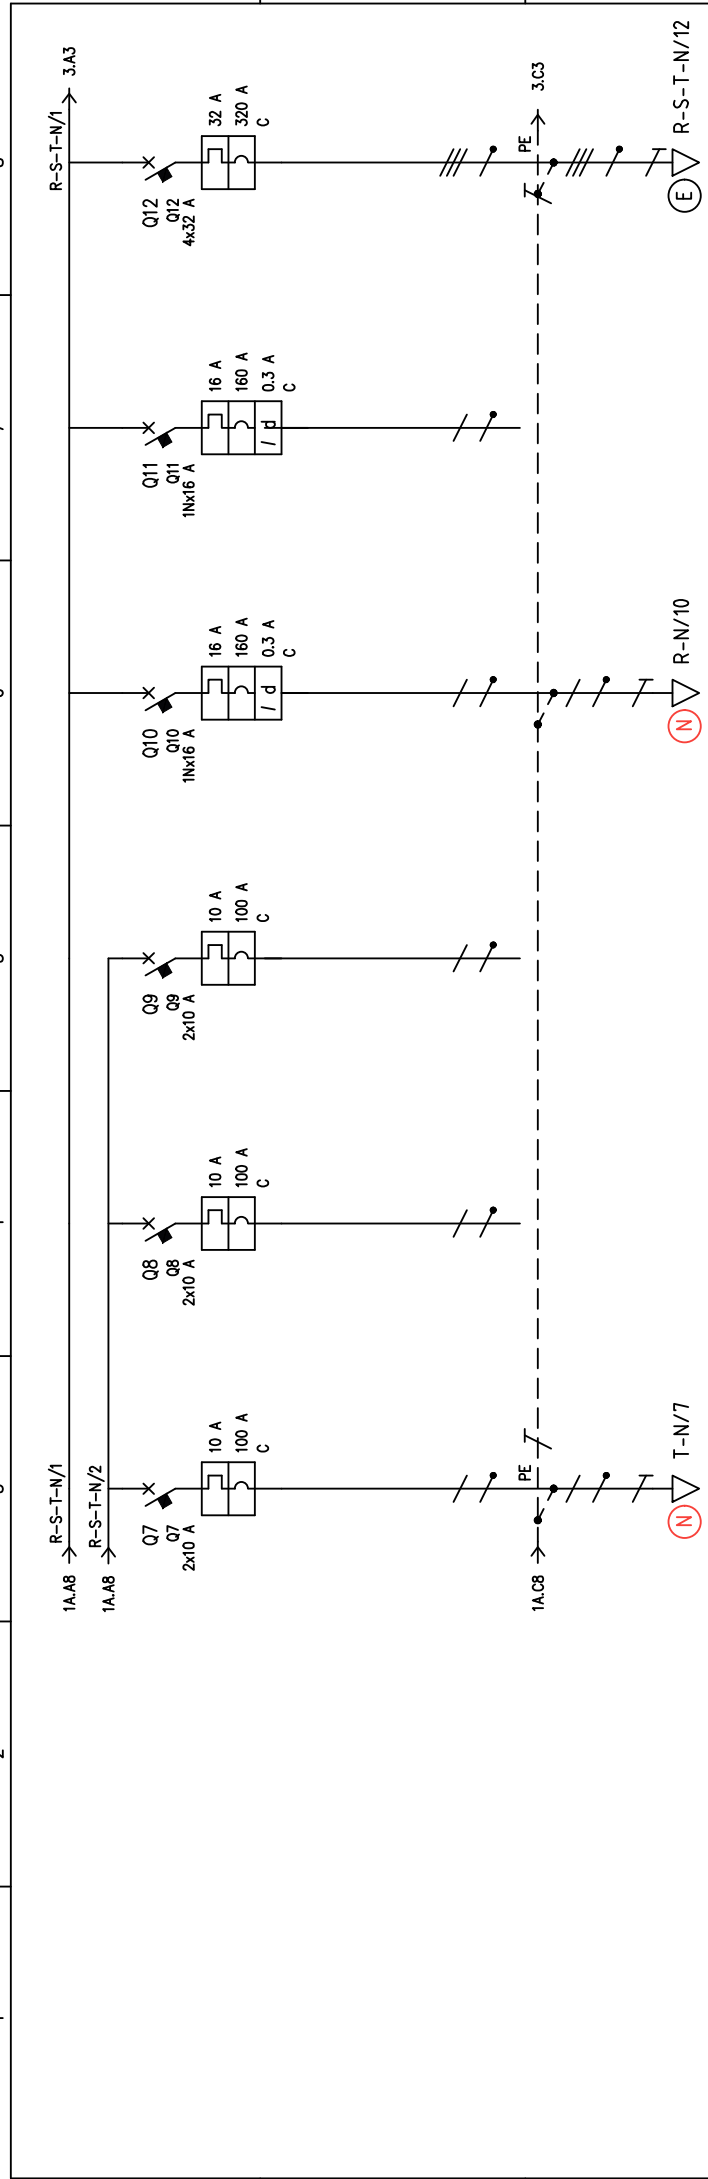 1A.A8
R-S-T-N/1
R-S-T-N/1
3.A3
1A.A8
R-S-T-N/2
Q7
Q7
2x10 A
10 A
100 A
C
Q8
Q8
2x10 A
10 A
100 A
C
Q9
Q9
2x10 A
10 A
100 A
C
Q10
Q10
1Nx16 A
16 A
160 A
0.3 A
C
I d
Q11
Q11
1Nx16 A
16 A
160 A
0.3 A
C
I d
Q12
Q12
4x32 A
32 A
320 A
C
1A.C8
PE
PE
3.C3
N
T-N/7
N
R-N/10
E
R-S-T-N/12